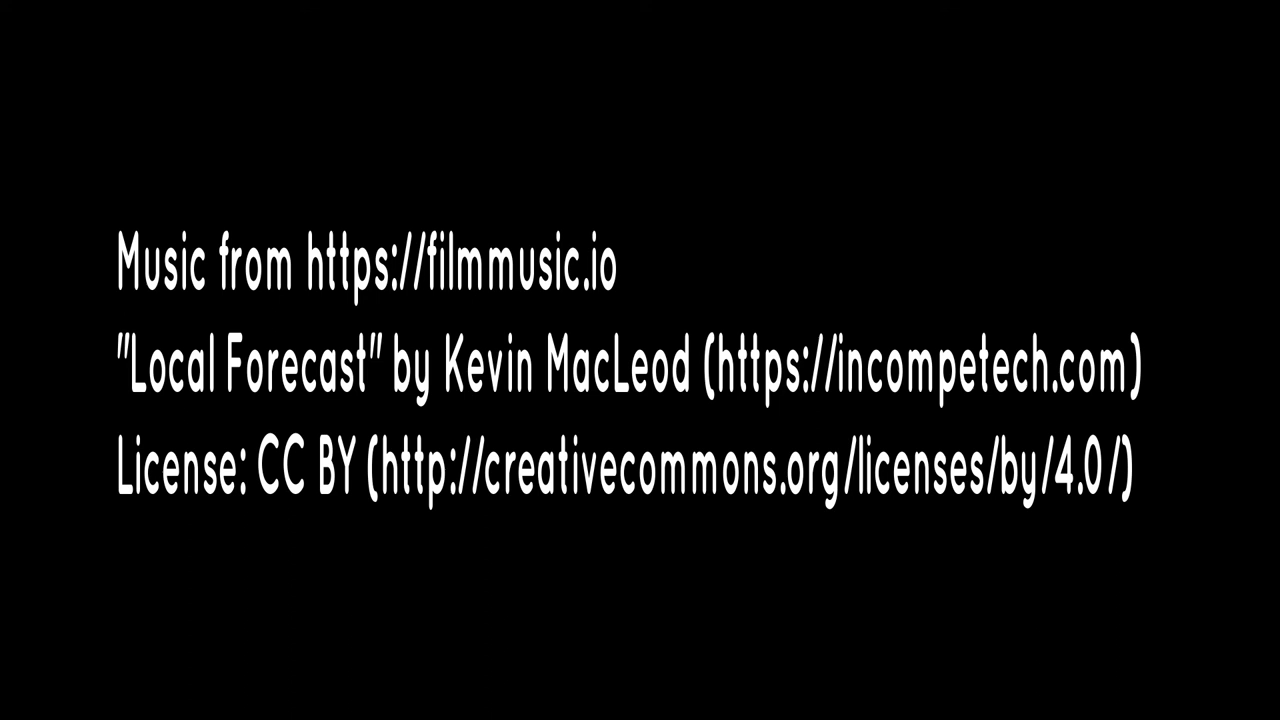 Music from https://filmmusic.io
"Local Forecast" by Kevin MacLeod (https://incompetech.com)
License: CC BY (http://creativecommons.org/licenses/by/4.0/)